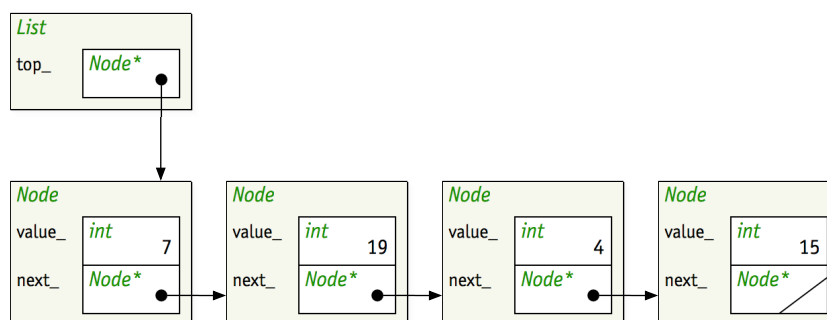 List
top_ Node*
Node Node Node Node
value_ int 7 value_ int 19 value_ int 4 value_ int 15
next_ Node* next_ Node* next_ Node* next_ Node*